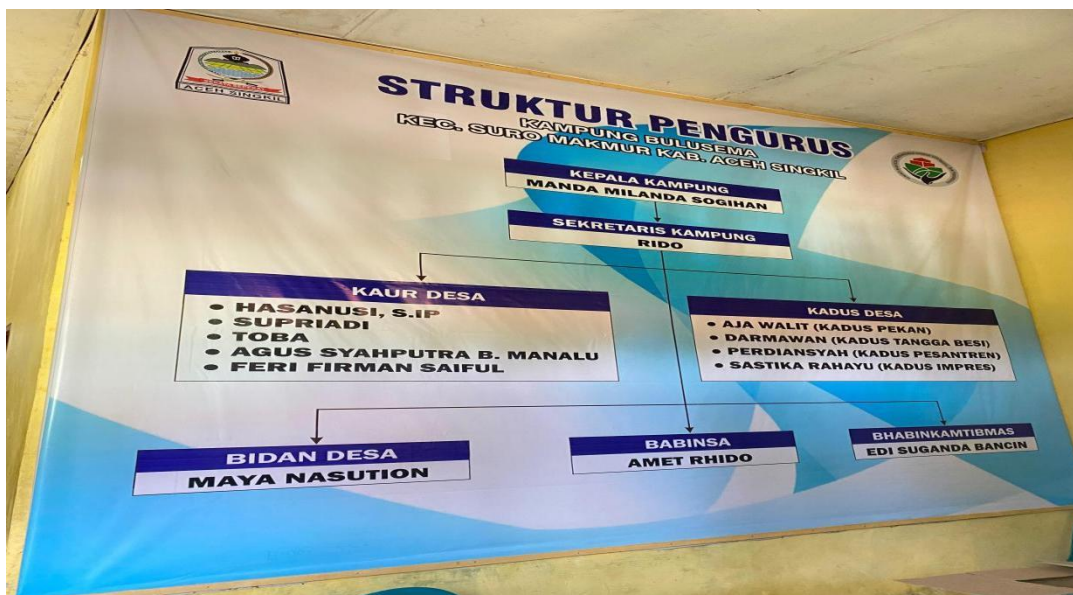 ACEH SINGKIL
STRUKTUR PENGURUS
KAMPUNG BULUSEMA
KEC. SURO MAKMUR KAB. ACEH SINGKIL
KEPALA KAMPUNG
MANDA MILANDA SOGIHAN
SEKRETARIS KAMPUNG
RIDO
KAUR DESA
• HASANUSI, S.iP
• SUPRIADI
• TOBA
• AGUS SYAHPUTRA B. MANALU
• FERI FIRMAN SAIFUL
KADUS DESA
• AJA WALIT (KADUS PEKAN)
• DARMAWAN (KADUS TANGGA BESI)
• PERDIANSYAH (KADUS PESANTREN)
• SASTIKA RAHAYU (KADUS IMPRES)
BIDAN DESA
MAYA NASUTION
BABINSA
AMET RHIDO
BHABINKAMTIBMAS
EDI SUGANDA BANCIN